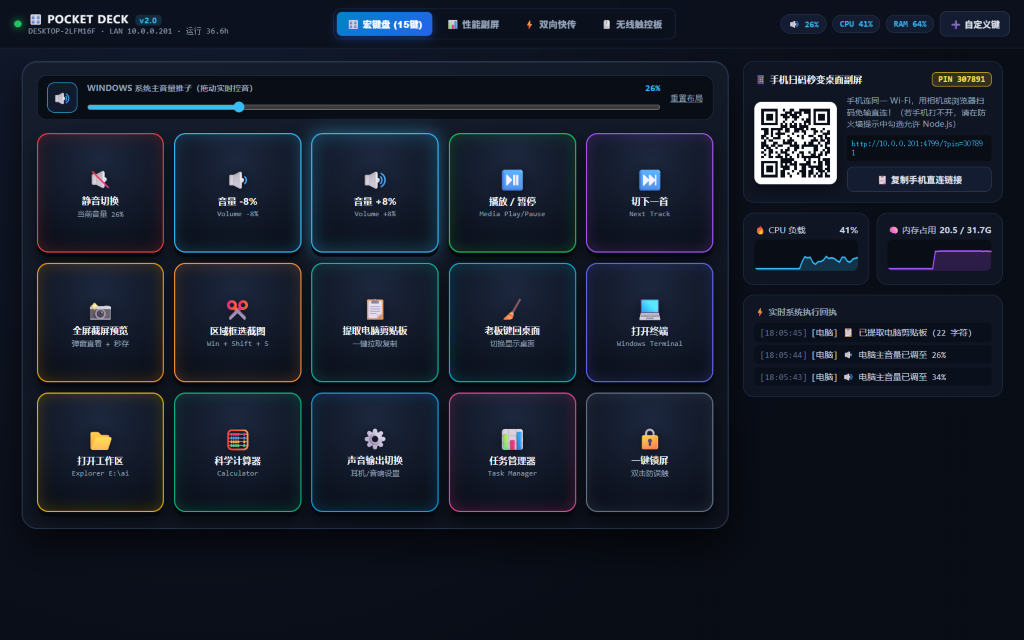 POCKET DECK v2.0
DESKTOP-2LFM16F · LAN 10.0.0.201 · 运行 36.6h
宏键盘 (15键)
性能副屏
双向快传
无线触控板
26%
CPU 41%
RAM 64%
自定义键
WINDOWS 系统主音量推子（拖动实时控音）
26%
重置布局
静音切换
当前音量 26%
音量 -8%
Volume -8%
音量 +8%
Volume +8%
播放 / 暂停
Media Play/Pause
切下一首
Next Track
全屏截屏预览
弹窗直看 + 秒存
区域框选截图
Win + Shift + S
提取电脑剪贴板
一键拉取复制
老板键回桌面
切换显示桌面
打开终端
Windows Terminal
打开工作区
Explorer E:\ai
科学计算器
Calculator
声音输出切换
耳机/音响设置
任务管理器
Task Manager
一键锁屏
双击防误触
手机扫码秒变桌面副屏
PIN 307891
手机连同一 Wi-Fi，用相机或浏览器扫
码免输直连！（若手机打不开，请在防
火墙提示中勾选允许 Node.js）
http://10.0.0.201:4799/?pin=30789
1
复制手机直连链接
CPU 负载
41%
内存占用
20.5 / 31.7G
实时系统执行回执
[18:05:45] [电脑] 已提取电脑剪贴板 (22 字符)
[18:05:44] [电脑] 电脑主音量已调至 26%
[18:05:43] [电脑] 电脑主音量已调至 34%